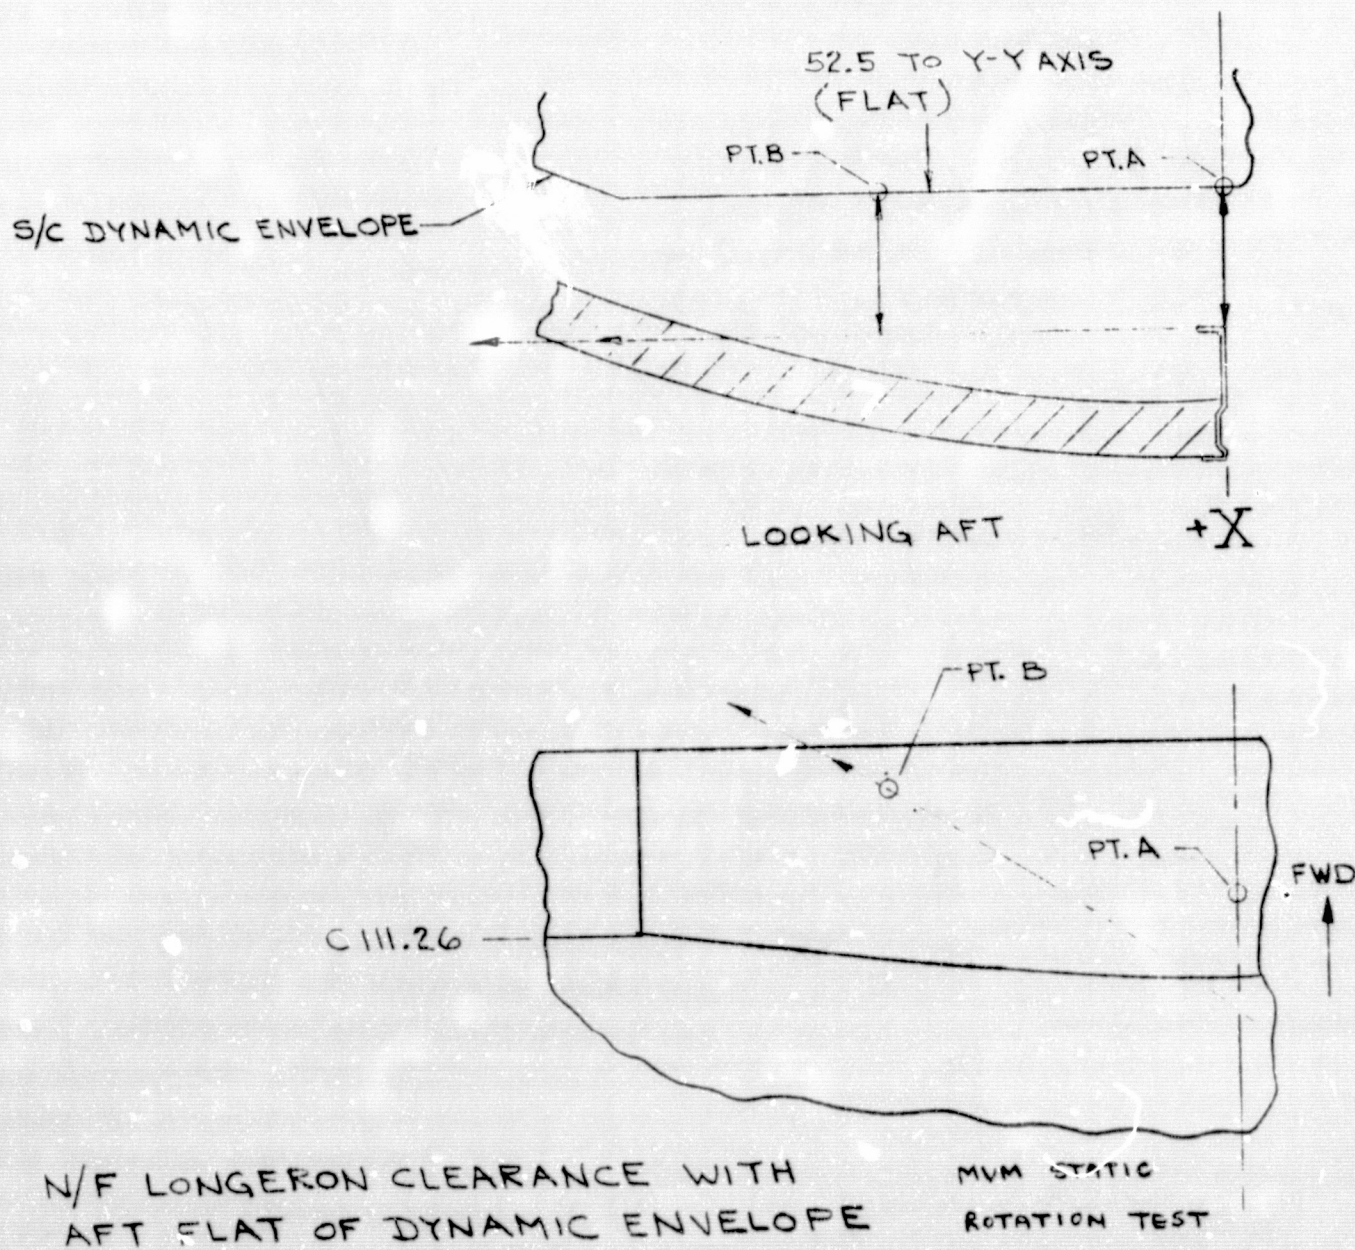 52.5 TO Y-Y AXIS
(FLAT)
PT.B
PT.A
S/C DYNAMIC ENVELOPE
LOOKING AFT
+X
PT. B
PT.A
FWD
C 111.26
N/F LONGERON CLEARANCE WITH
AFT FLAT OF DYNAMIC ENVELOPE
MVM STATIC
ROTATION TEST